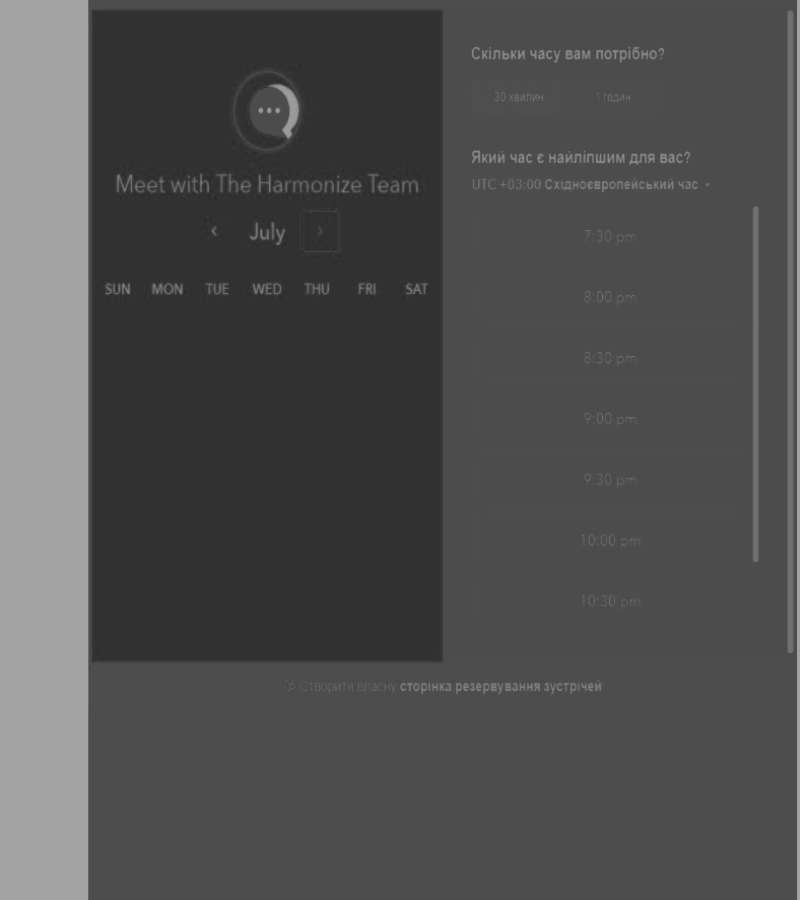 Meet with The Harmonize Team
July
SUN MON TUE WED THU FRI SAT
Скільки часу вам потрібно?
30 хвилин 1 годин
Який час є найліпшим для вас?
UTC +03:00 Східноєвропейський час
7:30 pm
8:00 pm
8:30 pm
9:00 pm
9:30 pm
10:00 pm
10:30 pm
Створити власну сторінка резервування зустрічей